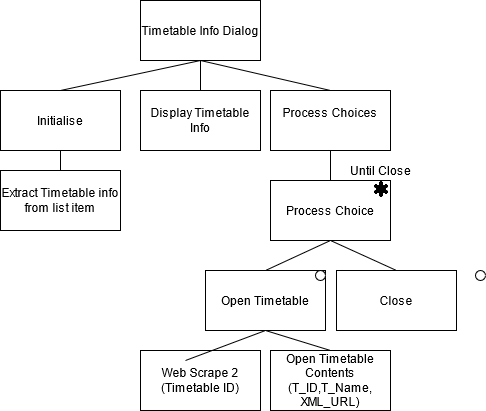 Timetable Info Dialog
Initialise
Display Timetable
Info
Process Choices
Until Close
Extract Timetable info
from list item
Process Choice
Open Timetable
Close
Web Scrape 2
(Timetable ID)
Open Timetable
Contents
(T_ID,T_Name,
XML_URL)